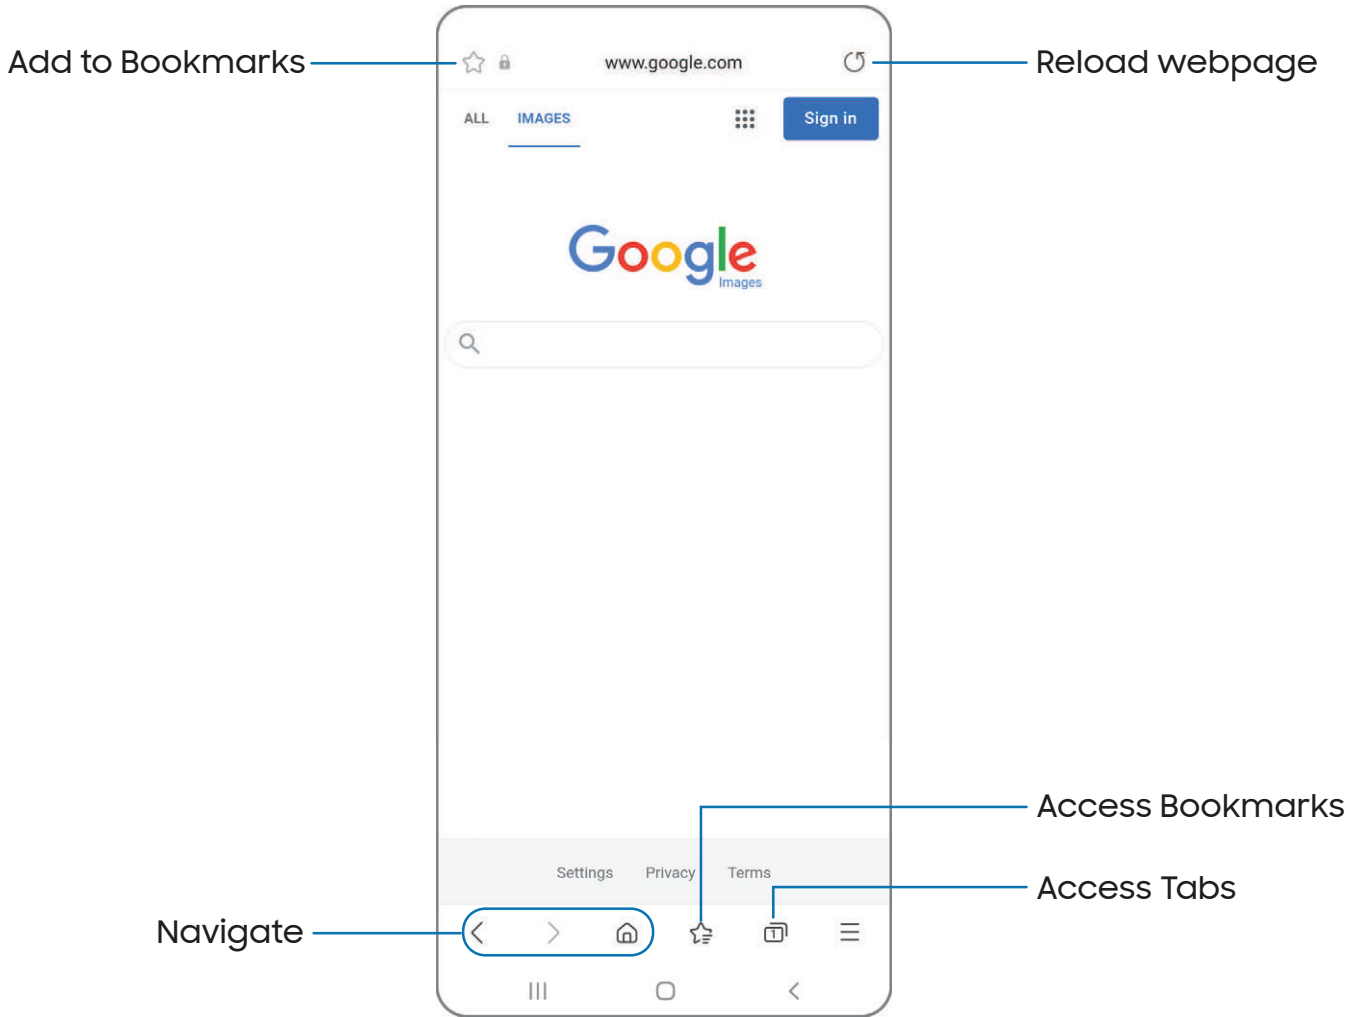 Add to Bookmarks
www.google.com
Reload webpage
ALL IMAGES
Sign in
Google
Images
Access Bookmarks
Settings Privacy Terms
Access Tabs
Navigate
1